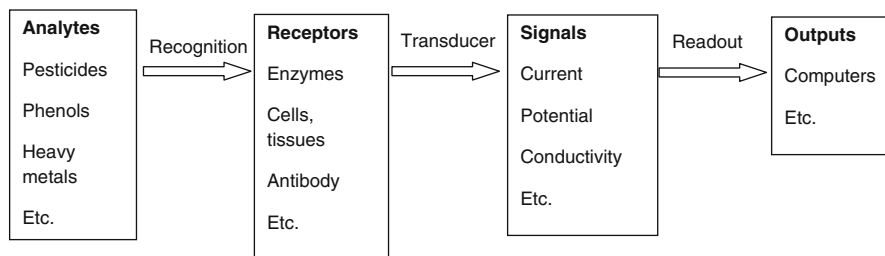 Analytes
Pesticides
Phenols
Heavy
metals
Etc.
Recognition
Receptors
Enzymes
Cells,
tissues
Antibody
Etc.
Transducer
Signals
Current
Potential
Conductivity
Etc.
Readout
Outputs
Computers
Etc.